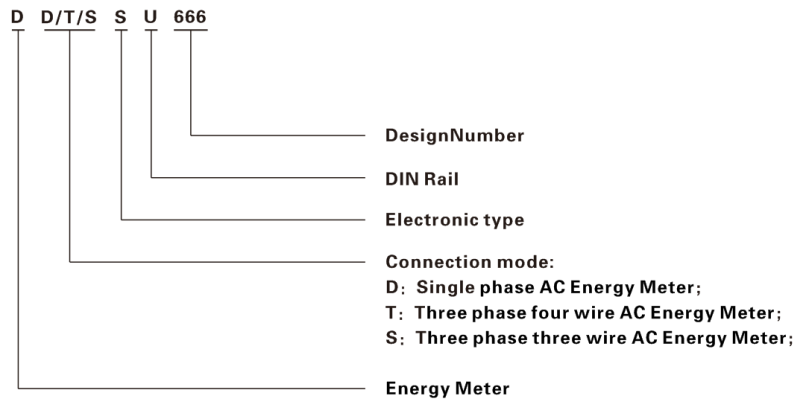 D D/T/S S U 666
DesignNumber
DIN Rail
Electronic type
Connection mode:
D: Single phase AC Energy Meter;
T: Three phase four wire AC Energy Meter;
S: Three phase three wire AC Energy Meter;
Energy Meter